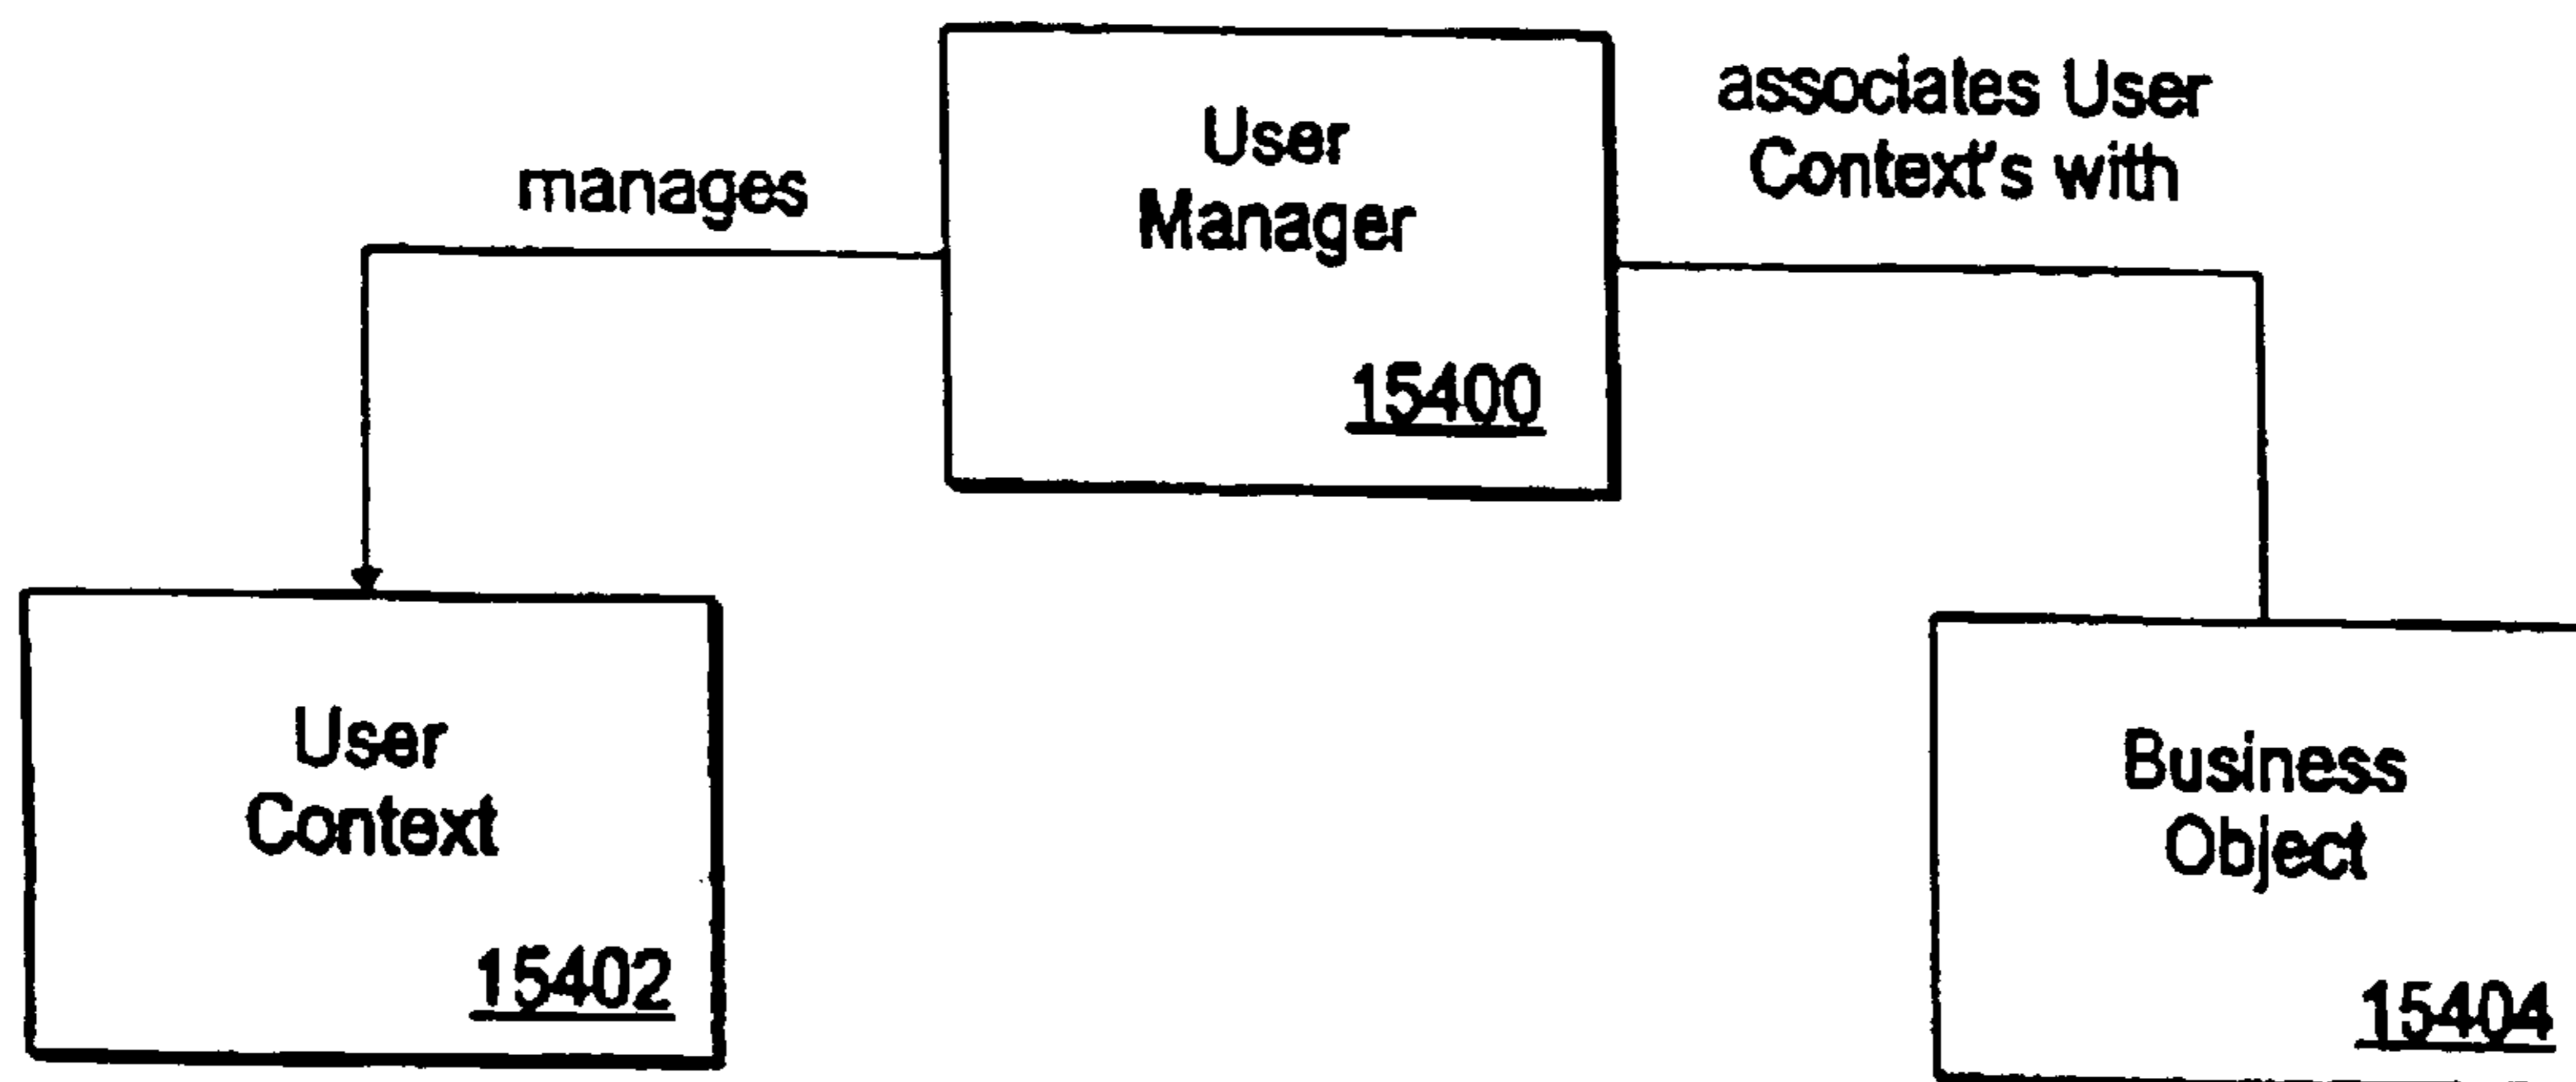 associates User
Context's with
manages
User
Manager
15400
User
Context
15402
Business
Object
15404